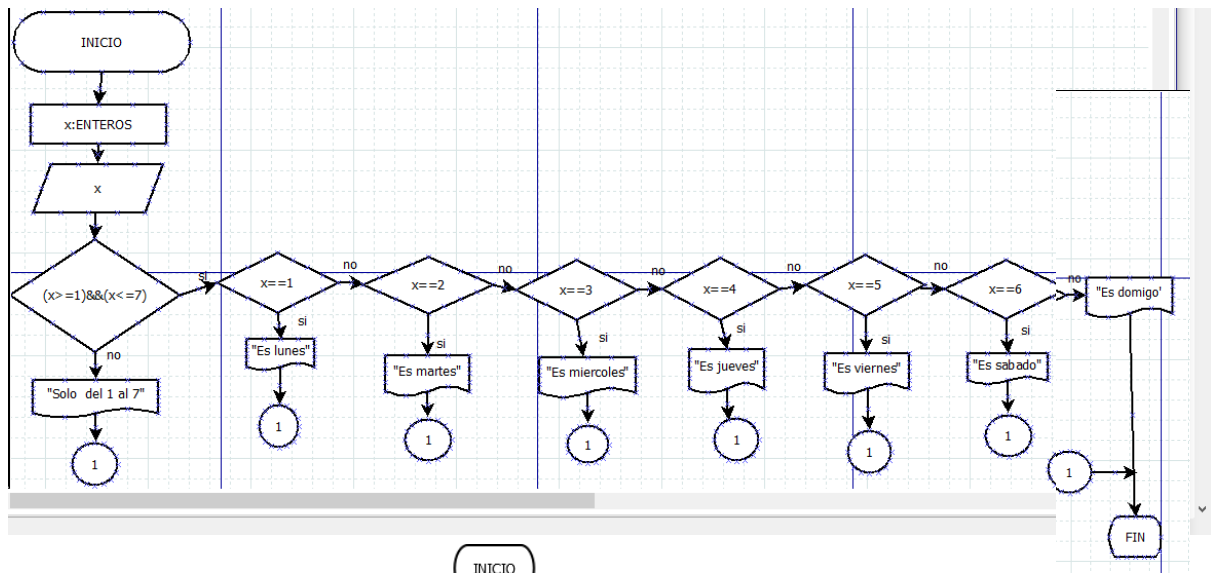 INICIO
x:ENTEROS
x
(x>=1)&&(x<=7)
si
no
"Solo del 1 al 7"
1
x==1
no
si
"Es lunes"
1
x==2
no
si
"Es martes"
1
x==3
no
si
"Es miercoles"
1
x==4
no
si
"Es jueves"
1
x==5
no
si
"Es viernes"
1
x==6
no
si
"Es sabado"
1
"Es domigo'
1
FIN
INICIO